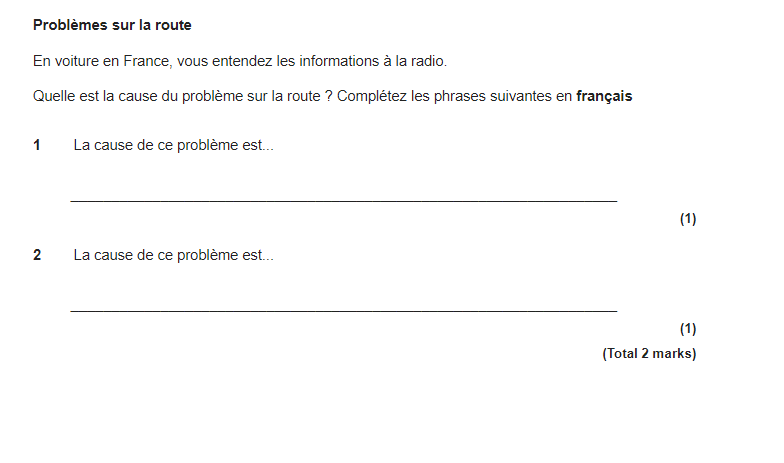 Problèmes sur la route
En voiture en France, vous entendez les informations à la radio.
Quelle est la cause du problème sur la route ? Complétez les phrases suivantes en français
1 La cause de ce problème est...
(1)
2 La cause de ce problème est...
(1)
(Total 2 marks)